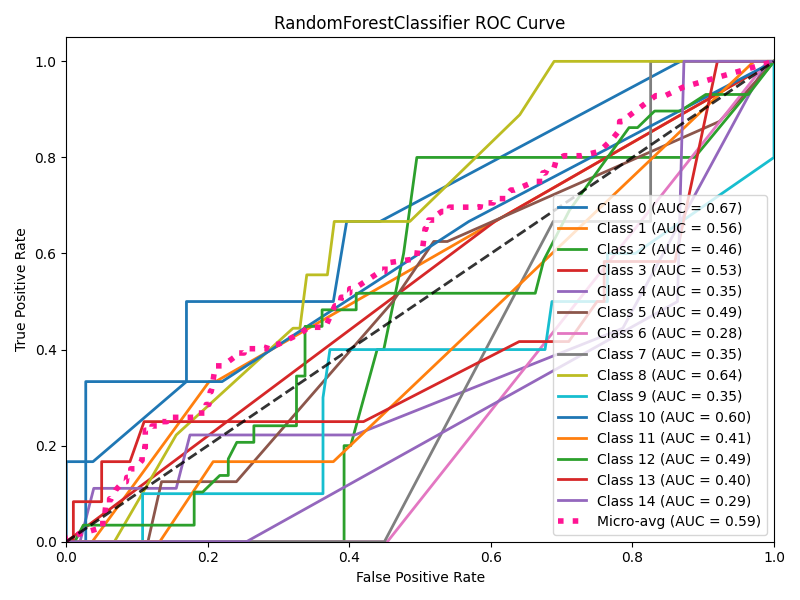 RandomForestClassifier ROC Curve
1.0
0.8
0.6
0.4
0.2
0.0
True Positive Rate
Class 0 (AUC = 0.67)
Class 1 (AUC = 0.56)
Class 2 (AUC = 0.46)
Class 3 (AUC = 0.53)
Class 4 (AUC = 0.35)
Class 5 (AUC = 0.49)
Class 6 (AUC = 0.28)
Class 7 (AUC = 0.35)
Class 8 (AUC = 0.64)
Class 9 (AUC = 0.35)
Class 10 (AUC = 0.60)
Class 11 (AUC = 0.41)
Class 12 (AUC = 0.49)
Class 13 (AUC = 0.40)
Class 14 (AUC = 0.29)
Micro-avg (AUC = 0.59)
0.0 0.2 0.4 0.6 0.8 1.0
False Positive Rate